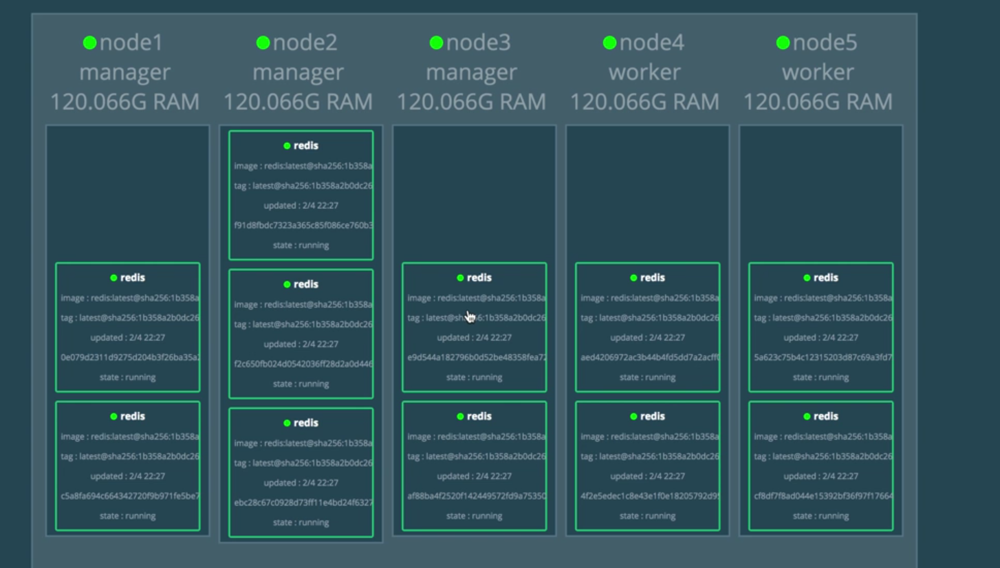 node1
manager
120.066G RAM
redis
image : redis:latest@sha256:1b358a
tag : latest@sha256:1b358a2b0dc26
updated : 2/4 22:27
0e079d2311d9275d204b3f26ba35a
state : running
redis
image : redis:latest@sha256:1b358a
tag : latest@sha256:1b358a2b0dc26
updated : 2/4 22:27
c5a8fa694c664342720f9b971fe5be7
state : running
node2
manager
120.066G RAM
redis
image : redis:latest@sha256:1b358a
tag : latest@sha256:1b358a2b0dc26
updated : 2/4 22:27
f91d8fbdc7323a365c85f086ce760b3
state : running
redis
image : redis:latest@sha256:1b358a
tag : latest@sha256:1b358a2b0dc26
updated : 2/4 22:27
f2c650fb024d0542036ff28d2a0d446
state : running
redis
image : redis:latest@sha256:1b358a
tag : latest@sha256:1b358a2b0dc26
updated : 2/4 22:27
ebc28c67c0928d73ff11e4bd24f6327
state : running
node3
manager
120.066G RAM
redis
image : redis:latest@sha256:1b358a
tag : latest@sha256:1b358a2b0dc26
updated : 2/4 22:27
e9d544a182796b0d52be48358fea72
state : running
redis
image : redis:latest@sha256:1b358a
tag : latest@sha256:1b358a2b0dc26
updated : 2/4 22:27
af88ba4f2520f142449572fd9a75350
state : running
node4
worker
120.066G RAM
redis
image : redis:latest@sha256:1b358a
tag : latest@sha256:1b358a2b0dc26
updated : 2/4 22:27
aed4206972ac3b44b4fd5dd7a2acff0
state : running
redis
image : redis:latest@sha256:1b358a
tag : latest@sha256:1b358a2b0dc26
updated : 2/4 22:27
4f2e5edec1c8e43e1f0e18205792d9
state : running
node5
worker
120.066G RAM
redis
image : redis:latest@sha256:1b358a
tag : latest@sha256:1b358a2b0dc26
updated : 2/4 22:27
5a623c75b4c12315203d87c69a3fd7
state : running
redis
image : redis:latest@sha256:1b358a
tag : latest@sha256:1b358a2b0dc26
updated : 2/4 22:27
cf8df7f8ad044e15392bf36f97f17664
state : running